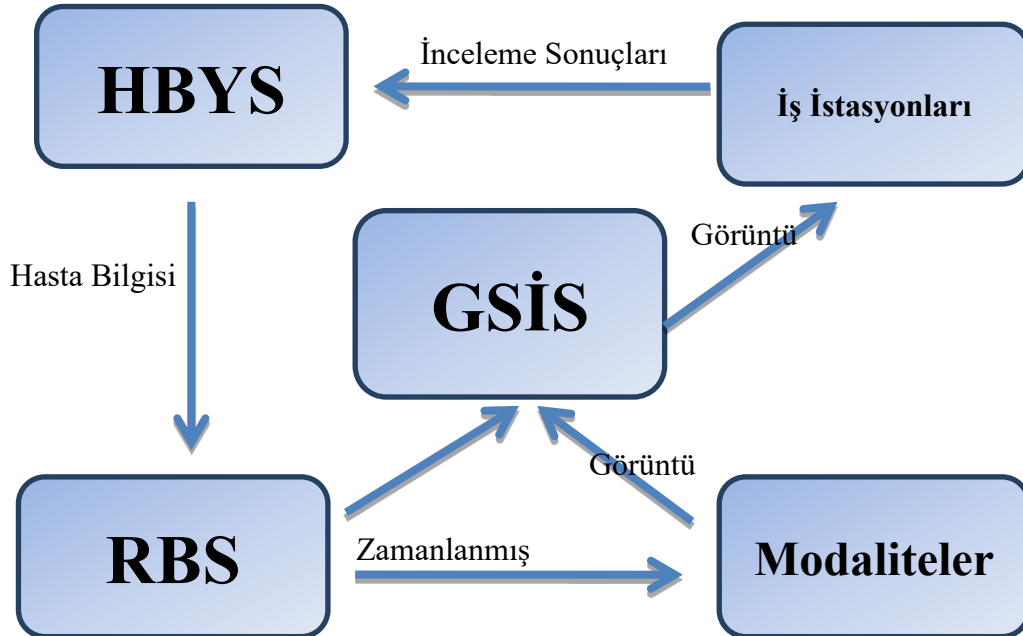 İnceleme Sonuçları
HBYS
İş İstasyonları
Görüntü
Hasta Bilgisi
GSİS
Görüntü
Zamanlanmış
RBS
Modaliteler